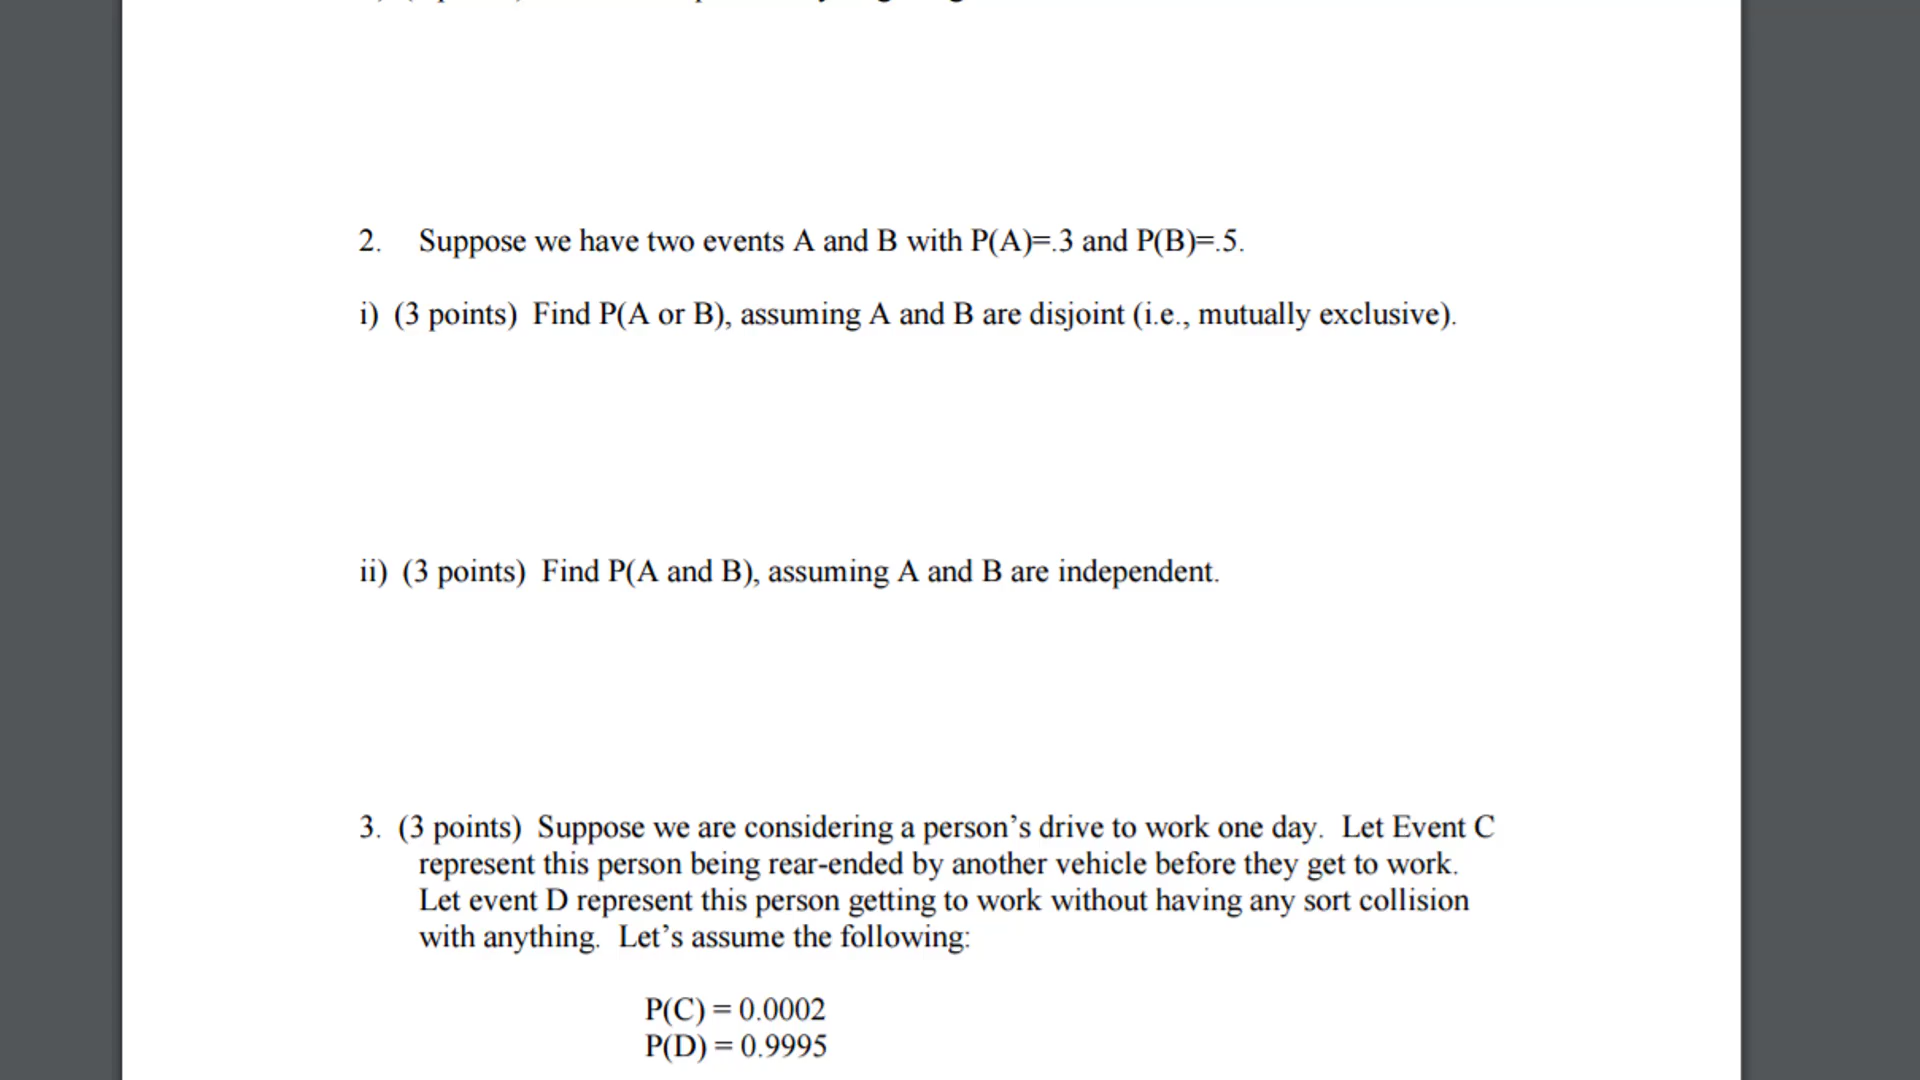 2. Suppose we have two events A and B with P(A)=.3 and P(B)=.5.
i) (3 points) Find P(A or B), assuming A and B are disjoint (i.e., mutually exclusive).
ii) (3 points) Find P(A and B), assuming A and B are independent.
3. (3 points) Suppose we are considering a person’s drive to work one day. Let Event C
represent this person being rear-ended by another vehicle before they get to work.
Let event D represent this person getting to work without having any sort collision
with anything. Let’s assume the following:
P(C) = 0.0002
P(D) = 0.9995